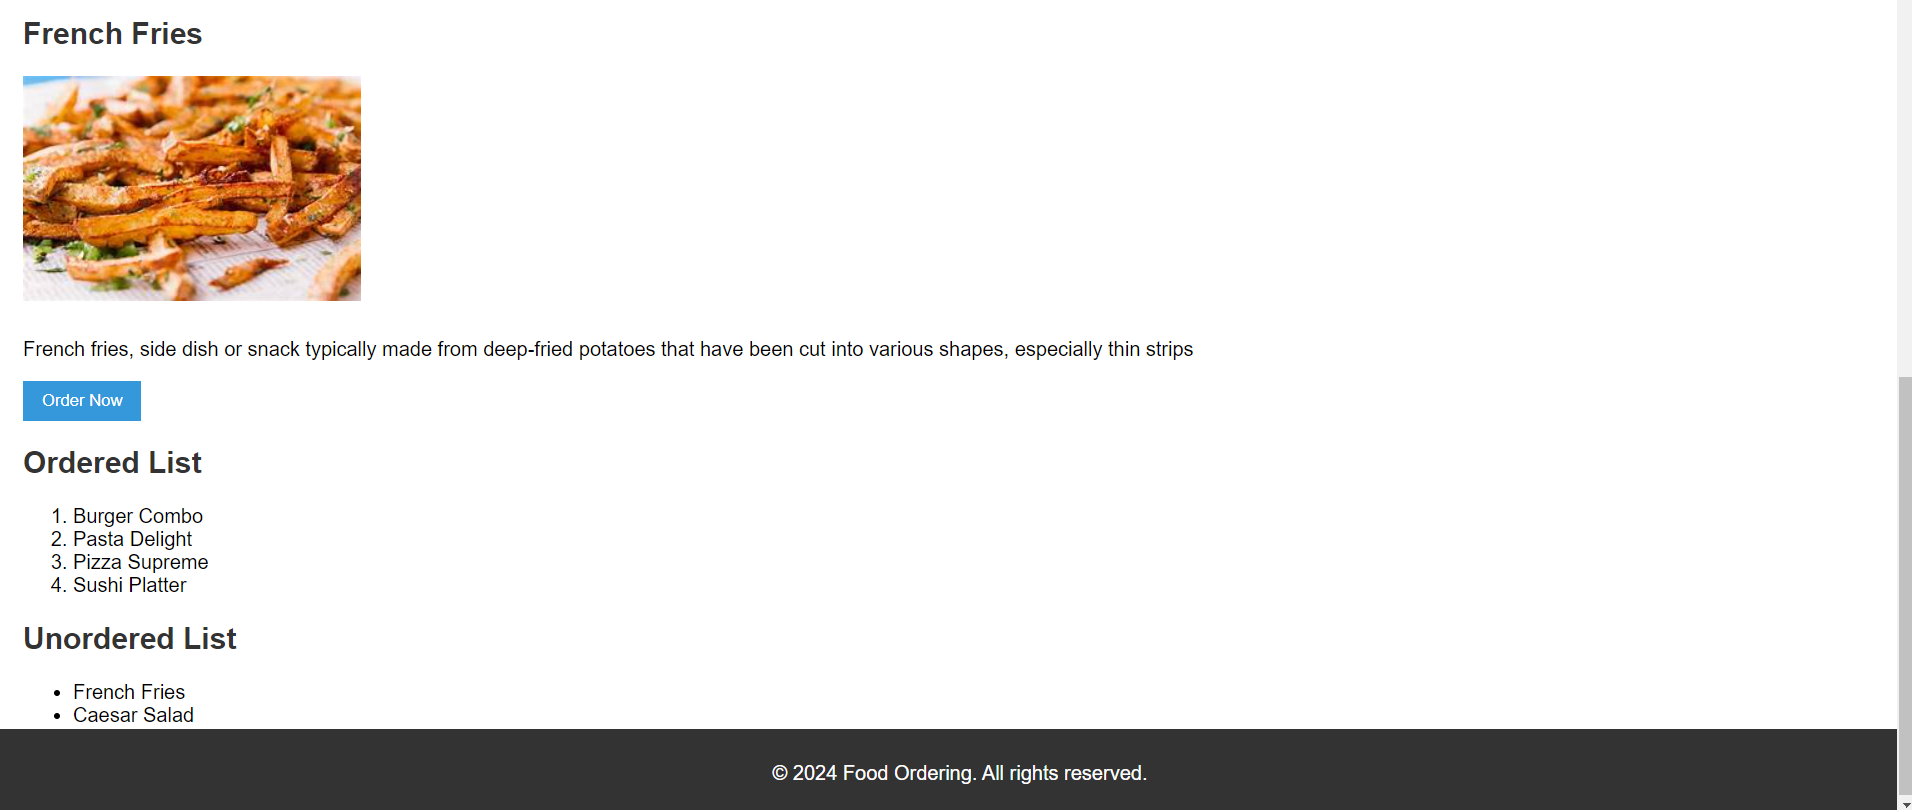 French Fries
French fries, side dish or snack typically made from deep-fried potatoes that have been cut into various shapes, especially thin strips
Order Now
Ordered List
1. Burger Combo
2. Pasta Delight
3. Pizza Supreme
4. Sushi Platter
Unordered List
• French Fries
• Caesar Salad
© 2024 Food Ordering. All rights reserved.